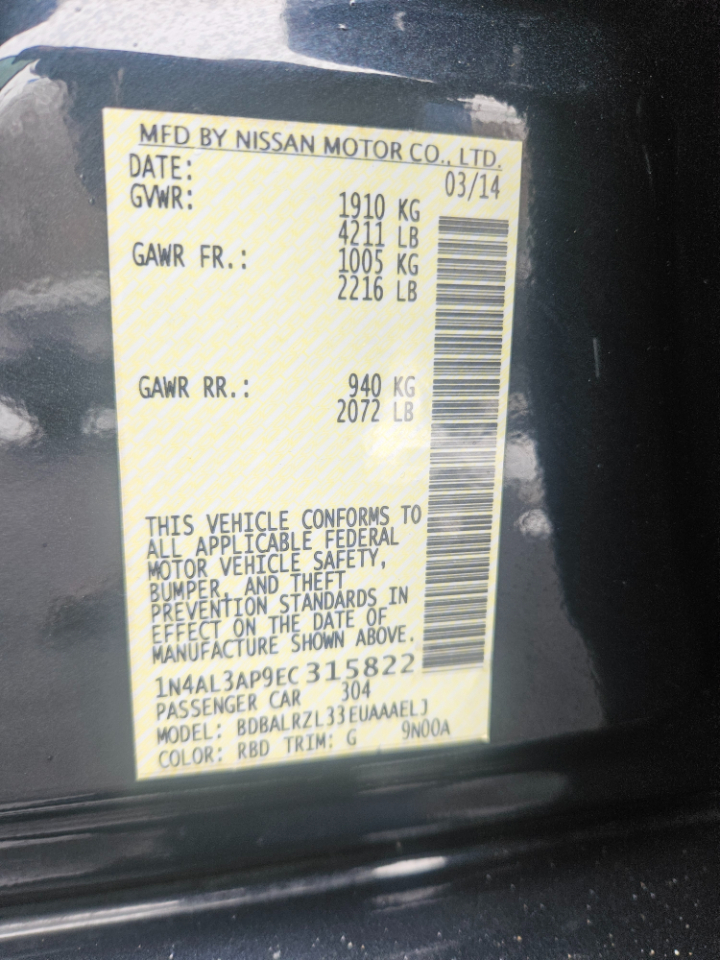 MFD BY NISSAN MOTOR CO., LTD.
DATE: 03/14
GVWR: 1910 KG
4211 LB
GAWR FR.: 1005 KG
2216 LB
GAWR RR.: 940 KG
2072 LB
THIS VEHICLE CONFORMS TO
ALL APPLICABLE FEDERAL
MOTOR VEHICLE SAFETY,
BUMPER, AND THEFT
PREVENTION STANDARDS IN
EFFECT ON THE DATE OF
MANUFACTURE SHOWN ABOVE.
1N4AL3AP9EC315822
PASSENGER CAR 304
MODEL: BDBALRZL33EUAAAELJ
COLOR: RBD TRIM: G 9N00A